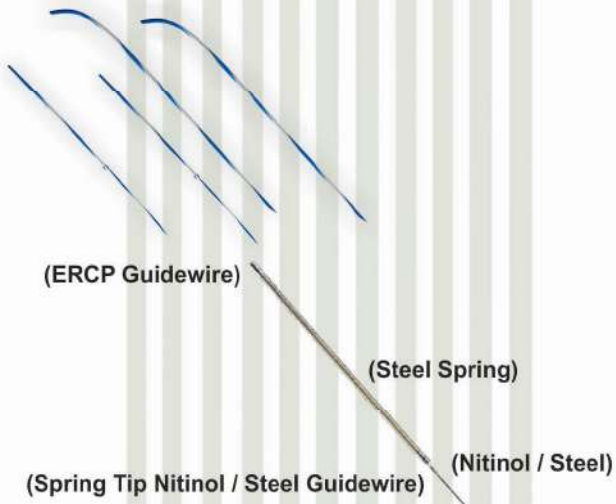 (ERCP Guidewire)
(Steel Spring)
(Nitinol / Steel)
(Spring Tip Nitinol / Steel Guidewire)